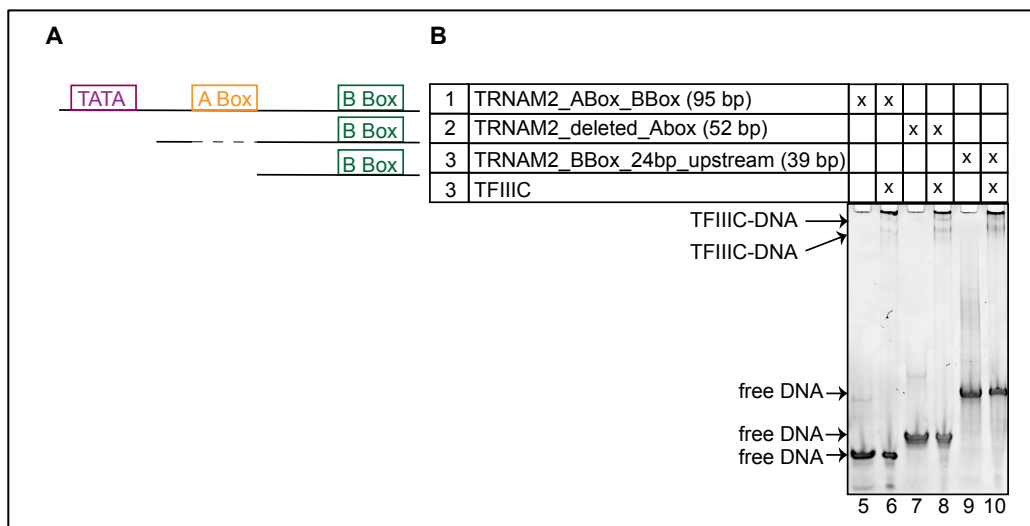 A
B
TATA
A Box
B Box
B Box
B Box
1 TRNAM2_ABox_BBox (95 bp) x x
2 TRNAM2_deleted_Abox (52 bp) x x
3 TRNAM2_BBox_24bp_upstream (39 bp) x x
3 TFIIIC x x x
TFIIIC-DNA
TFIIIC-DNA
free DNA
free DNA
free DNA
5 6 7 8 9 10